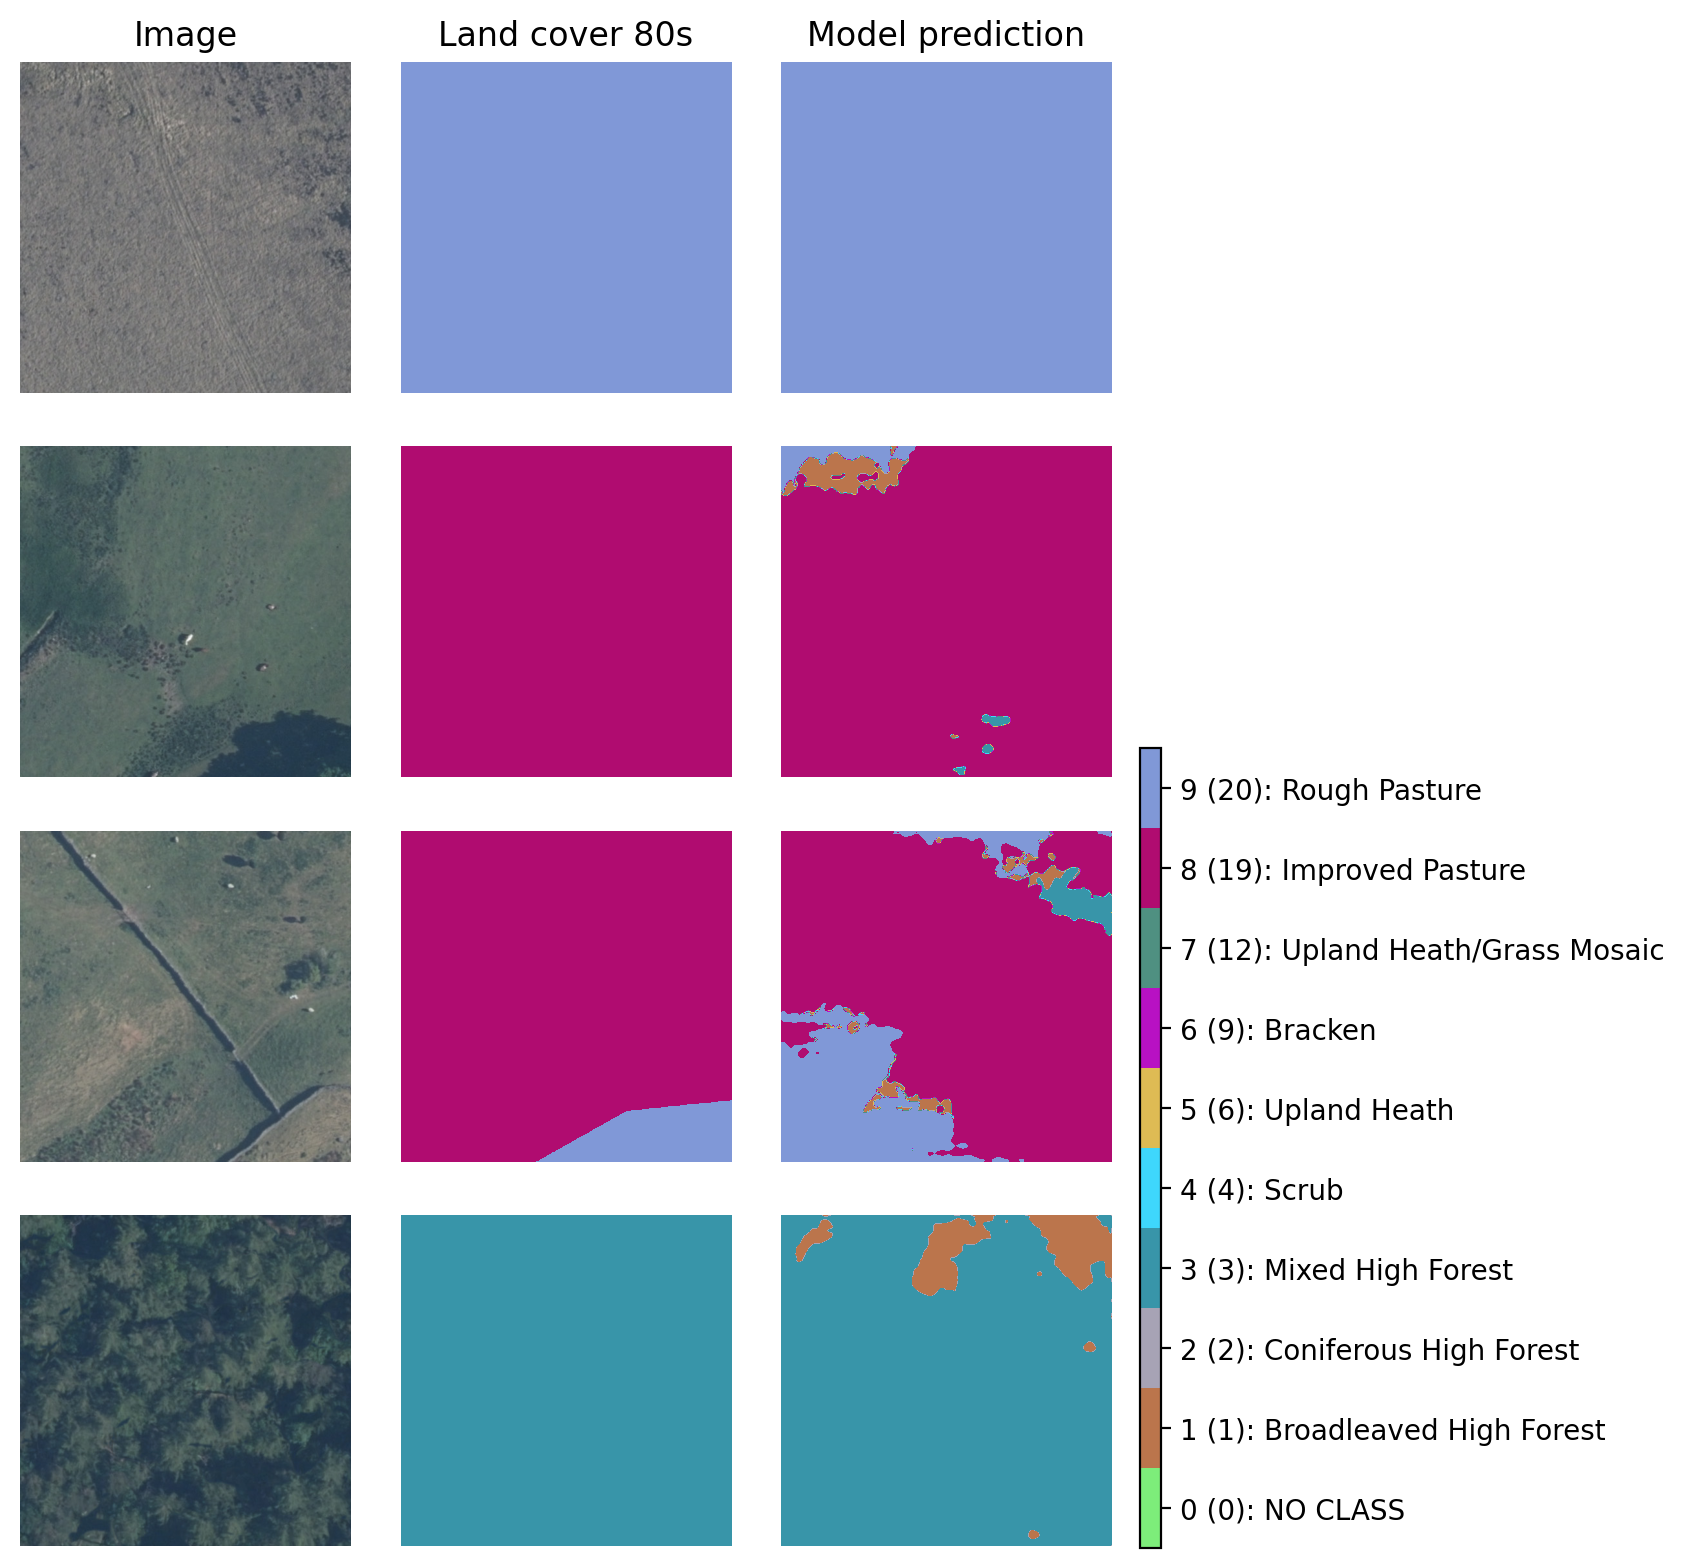 Image
Land cover 80s
Model prediction
9 (20): Rough Pasture
8 (19): Improved Pasture
7 (12): Upland Heath/Grass Mosaic
6 (9): Bracken
5 (6): Upland Heath
4 (4): Scrub
3 (3): Mixed High Forest
2 (2): Coniferous High Forest
1 (1): Broadleaved High Forest
0 (0): NO CLASS